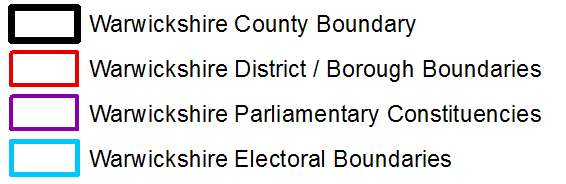 Warwickshire County Boundary
Warwickshire District / Borough Boundaries
Warwickshire Parliamentary Constituencies
Warwickshire Electoral Boundaries